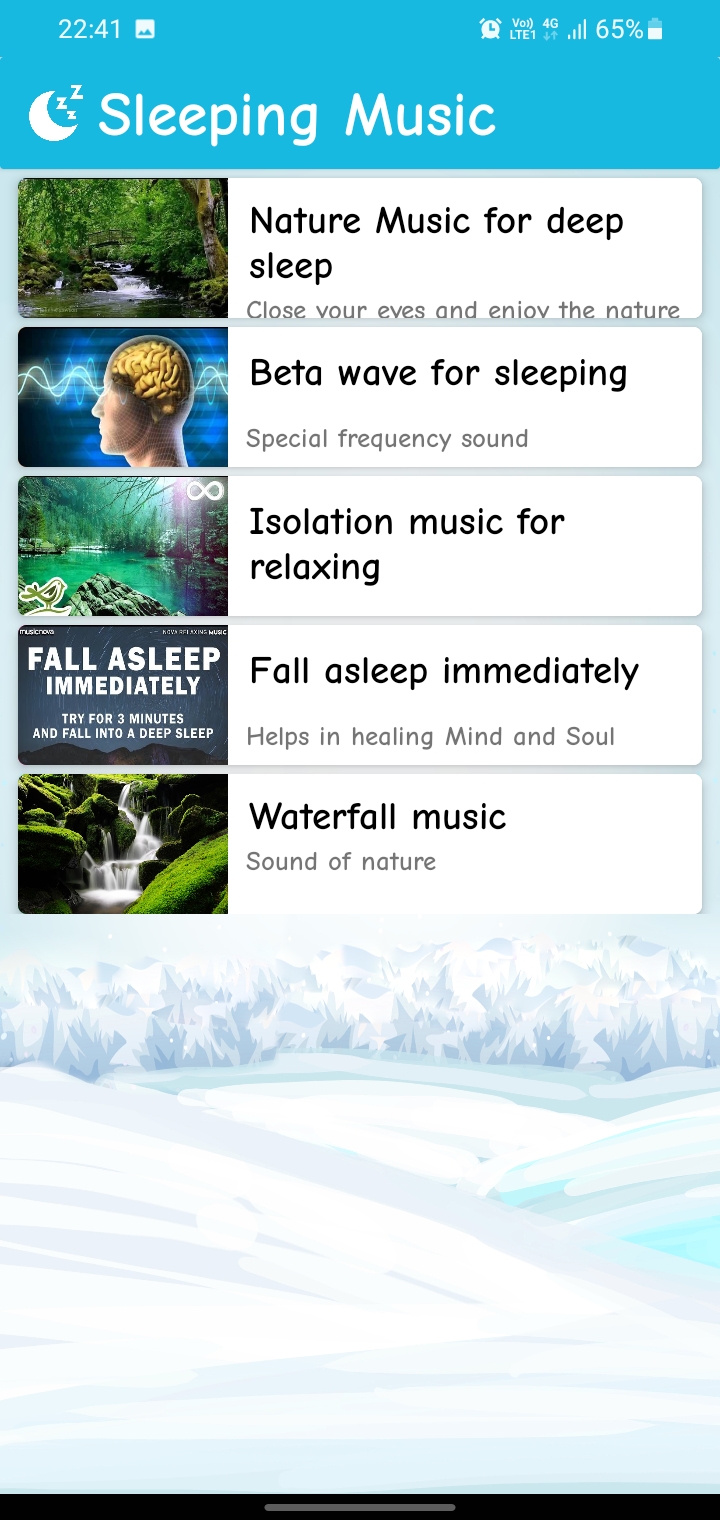 22:41
Vo)) LTE1 4G 65%
z z z
Sleeping Music
Nature Music for deep
sleep
Close your eyes and enjoy the nature
Beta wave for sleeping
Special frequency sound
Isolation music for
relaxing
musicnova NOVA RELAXING MUSIC
FALL ASLEEP
IMMEDIATELY
TRY FOR 3 MINUTES
AND FALL INTO A DEEP SLEEP
Fall asleep immediately
Helps in healing Mind and Soul
Waterfall music
Sound of nature